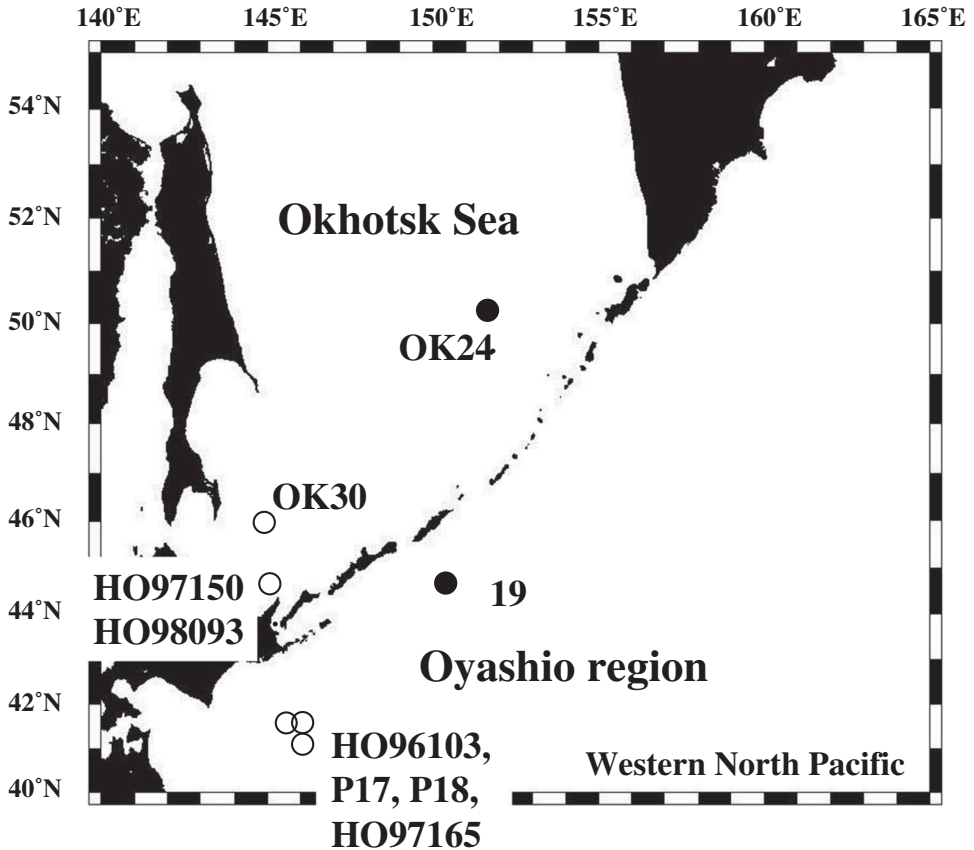 140˚E 145˚E 150˚E 155˚E 160˚E 165˚E
54˚N
52˚N
Okhotsk Sea
50˚N
OK24
48˚N
OK30
46˚N
HO97150
19
44˚N
HO98093
Oyashio region
42˚N
HO96103,
Western North Pacific
40˚N
P17, P18,
HO97165